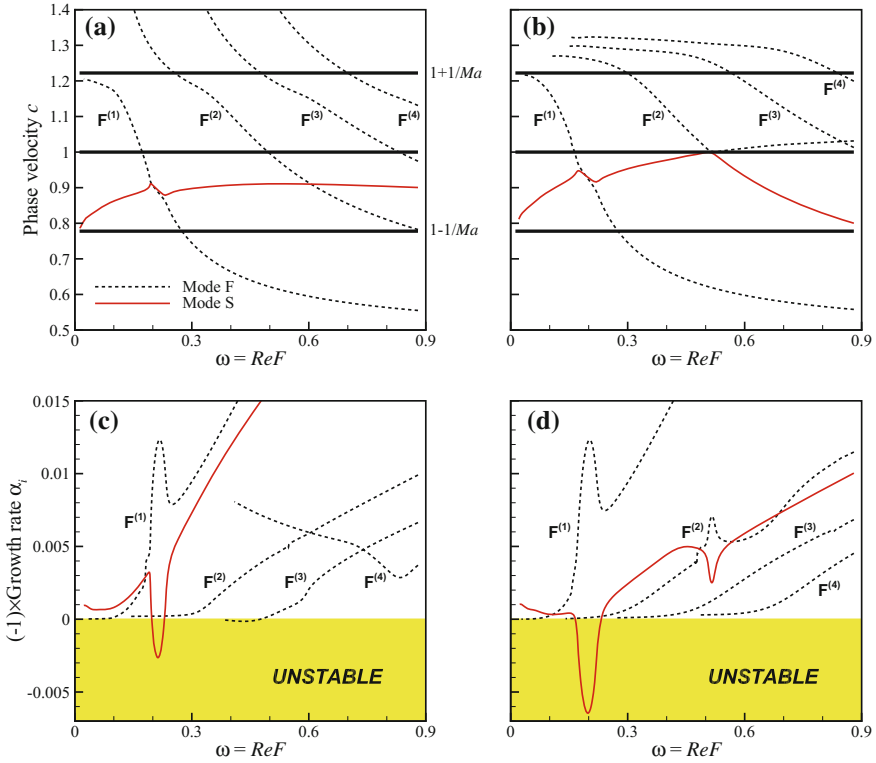 (a)
Phase velocity c
1.4
1.3
1.2
1.1
1
0.9
0.8
0.7
0.6
0.5
F(1)
F(2)
F(3)
F(4)
Mode F
Mode S
0
0.3
0.6
0.9
ω = ReF
1+1/Ma
1-1/Ma
(b)
F(1)
F(2)
F(3)
F(4)
0
0.3
0.6
0.9
ω = ReF
(c)
(-1)×Growth rate αi
0.015
0.01
0.005
0
-0.005
F(1)
F(2)
F(3)
F(4)
UNSTABLE
0
0.3
0.6
0.9
ω = ReF
(d)
F(1)
F(2)
F(3)
F(4)
UNSTABLE
0
0.3
0.6
0.9
ω = ReF